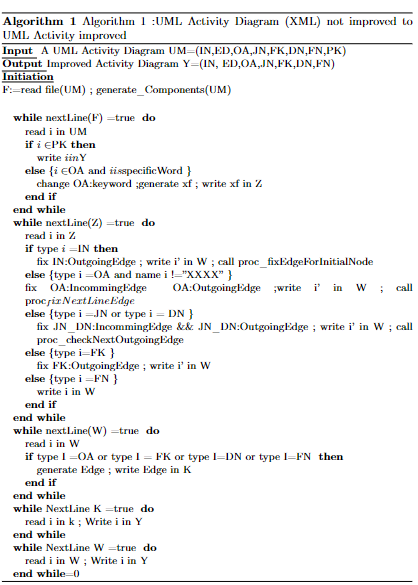 Algorithm 1 Algorithm 1 :UML Activity Diagram (XML) not improved to
UML Activity improved
Input A UML Activity Diagram UM=(IN,ED,OA,JN,FK,DN,FN,PK)
Output Improved Activity Diagram Y=(IN, ED,OA,JN,FK,DN,FN)
Initiation
F:=read file(UM) ; generate_Components(UM)
while nextLine(F) =true do
read i in UM
if i ∈PK then
write iinY
else {i ∈OA and iisspecificWord }
change OA:keyword ;generate xf ; write xf in Z
end if
end while
while nextLine(Z) =true do
read i in Z
if type i =IN then
fix IN:OutgoingEdge ; write i' in W ; call proc_fixEdgeForInitialNode
else {type i =OA and name i !="XXXX" }
fix OA:IncommingEdge OA:OutgoingEdge ;write i' in W ; call
proc_fixNextLineEdge
else {type i =JN or type i = DN }
fix JN_DN:IncommingEdge && JN_DN:OutgoingEdge ; write i' in W ; call
proc_checkNextOutgoingEdge
else {type i=FK }
fix FK:OutgoingEdge ; write i' in W
else {type i =FN }
write i in W
end if
end while
while nextLine(W) =true do
read i in W
if type I =OA or type I = FK or type I=DN or type I=FN then
generate Edge ; write Edge in K
end if
end while
while NextLine K =true do
read i in k ; Write i in Y
end while
while NextLine W =true do
read i in W ; Write i in Y
end while=0